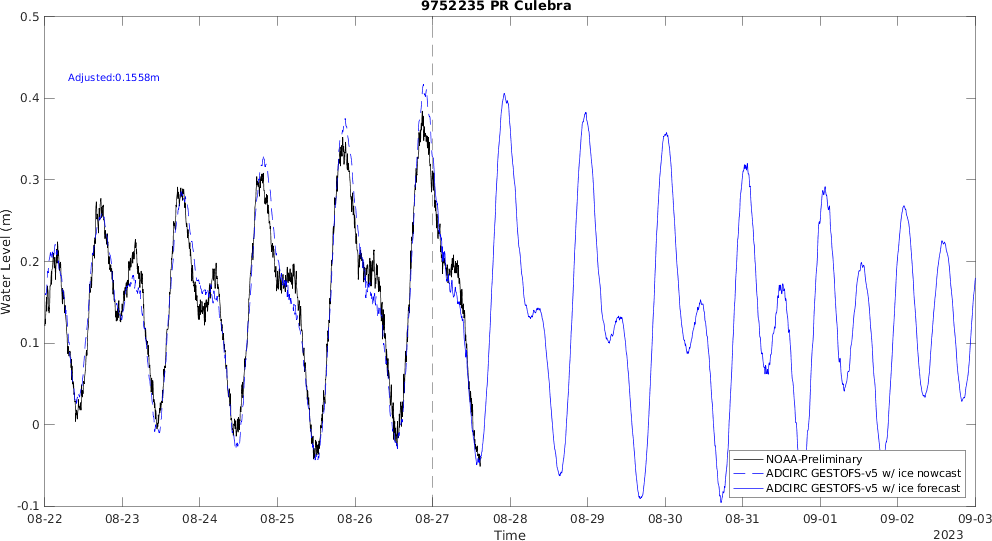 9752235 PR Culebra
0.5
Adjusted:0.1558m
0.4
0.3
0.2
0.1
0
-0.1
Water Level (m)
NOAA-Preliminary
ADCIRC GESTOFS-v5 w/ ice nowcast
ADCIRC GESTOFS-v5 w/ ice forecast
08-22 08-23 08-24 08-25 08-26 08-27 08-28 08-29 08-30 08-31 09-01 09-02 09-03
Time
2023